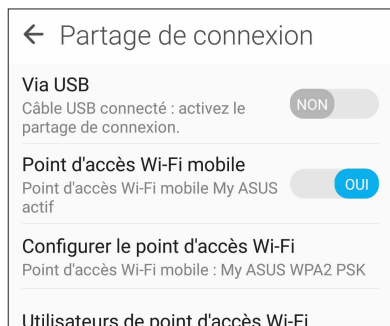 Partage de connexion
Via USB
Câble USB connecté : activez le
partage de connexion.
NON
Point d'accès Wi-Fi mobile
Point d'accès Wi-Fi mobile My ASUS
actif
OUI
Configurer le point d'accès Wi-Fi
Point d'accès Wi-Fi mobile : My ASUS WPA2 PSK
Utilisateurs de point d'accès Wi-Fi